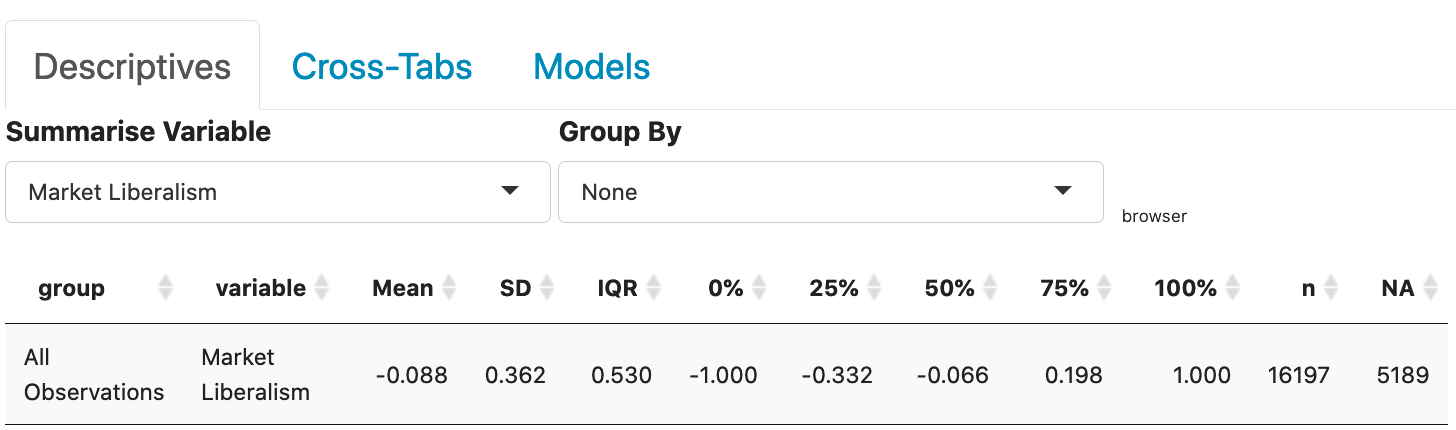 Descriptives Cross-Tabs Models
Summarise Variable Group By
Market Liberalism None
browser
group variable Mean SD IQR 0% 25% 50% 75% 100% n NA
All Market
Observations Liberalism -0.088 0.362 0.530 -1.000 -0.332 -0.066 0.198 1.000 16197 5189